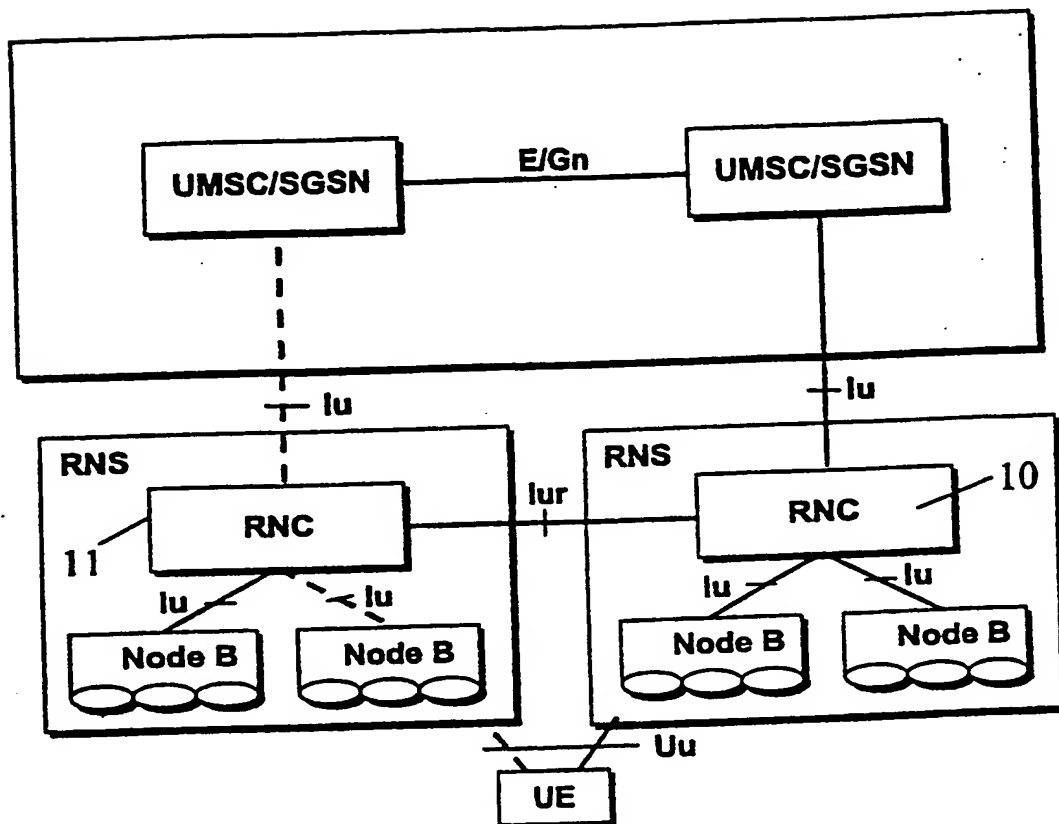 UMSC/SGSN
E/Gn
UMSC/SGSN
Iu
Iu
RNS
RNC
11
Iur
RNS
RNC
10
Iu
Iu
Node B
Node B
Iu
Iu
Node B
Node B
Uu
UE